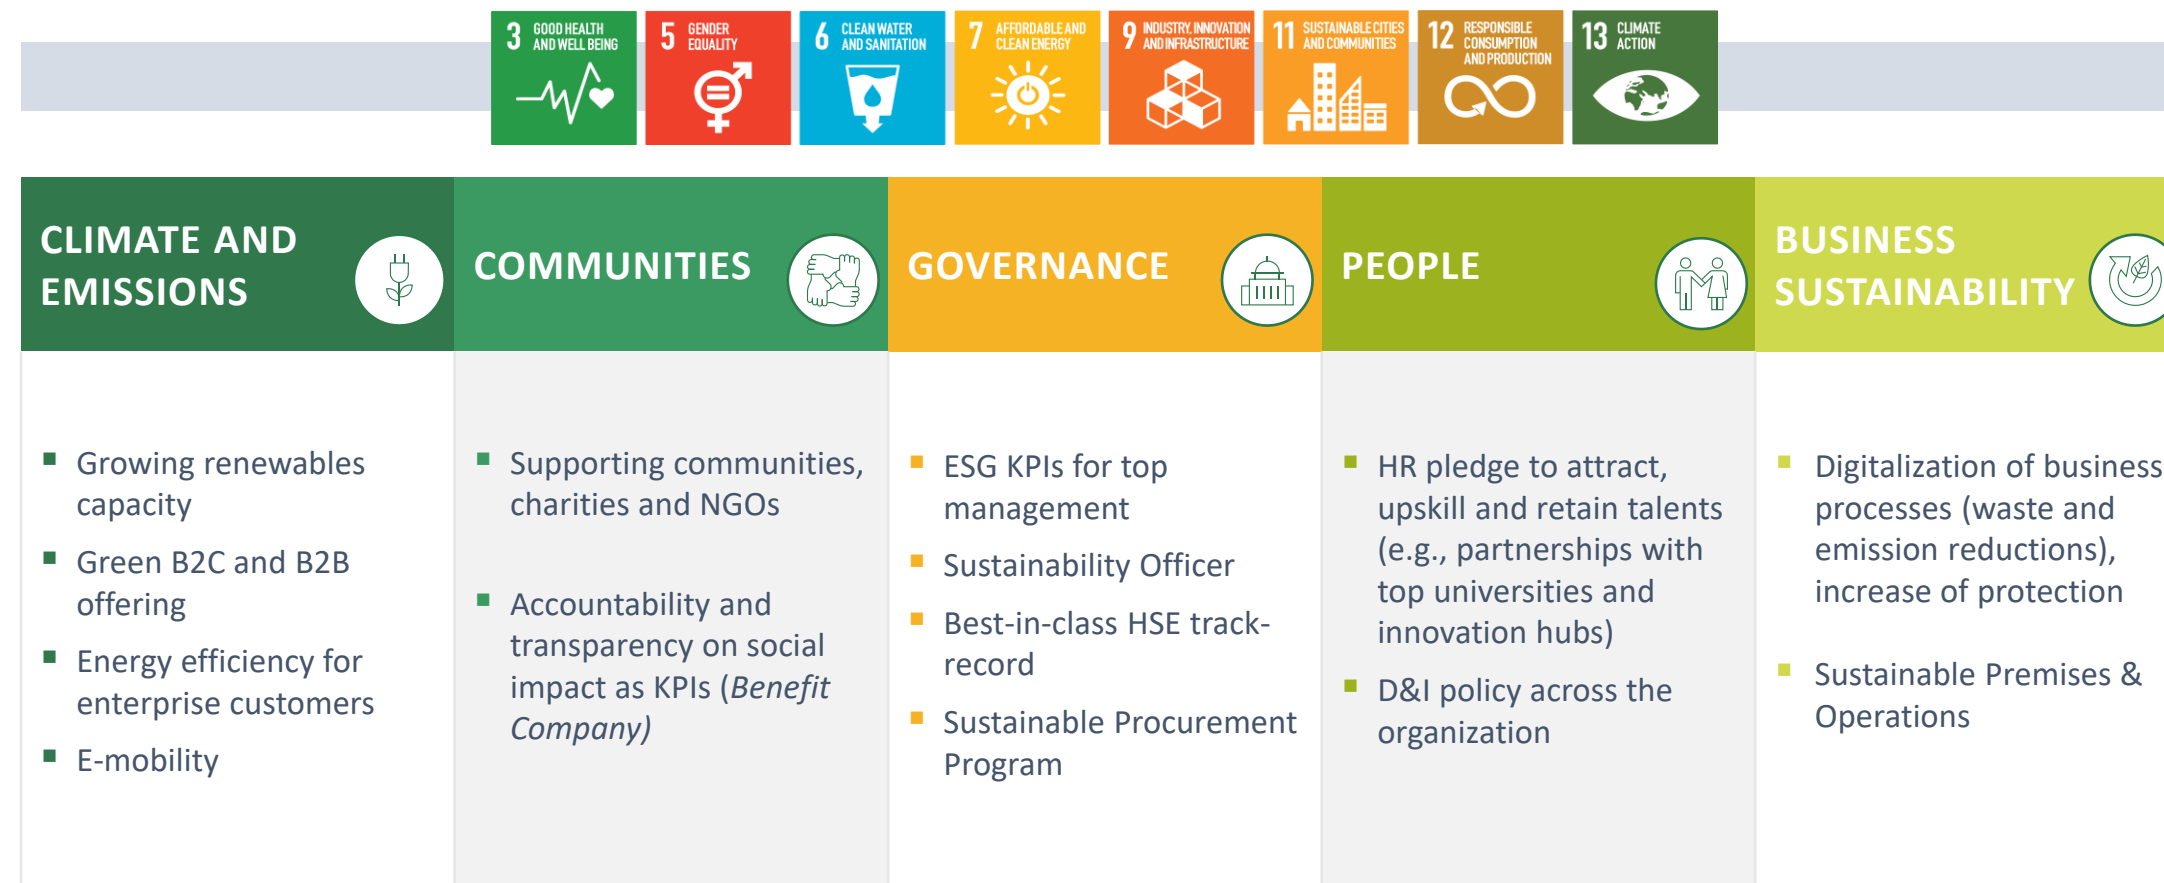 3 GOOD HEALTH
AND WELL BEING
5 GENDER
EQUALITY
6 CLEAN WATER
AND SANITATION
7 AFFORDABLE AND
CLEAN ENERGY
9 INDUSTRY, INNOVATION
AND INFRASTRUCTURE
11 SUSTAINABLE CITIES
AND COMMUNITIES
12 RESPONSIBLE
CONSUMPTION
AND PRODUCTION
13 CLIMATE
ACTION
CLIMATE AND
EMISSIONS
▪ Growing renewables
capacity
▪ Green B2C and B2B
offering
▪ Energy efficiency for
enterprise customers
▪ E-mobility
COMMUNITIES
▪ Supporting communities,
charities and NGOs
▪ Accountability and
transparency on social
impact as KPIs (Benefit
Company)
GOVERNANCE
▪ ESG KPIs for top
management
▪ Sustainability Officer
▪ Best-in-class HSE track-
record
▪ Sustainable Procurement
Program
PEOPLE
▪ HR pledge to attract,
upskill and retain talents
(e.g., partnerships with
top universities and
innovation hubs)
▪ D&I policy across the
organization
BUSINESS
SUSTAINABILITY
▪ Digitalization of business
processes (waste and
emission reductions),
increase of protection
▪ Sustainable Premises &
Operations